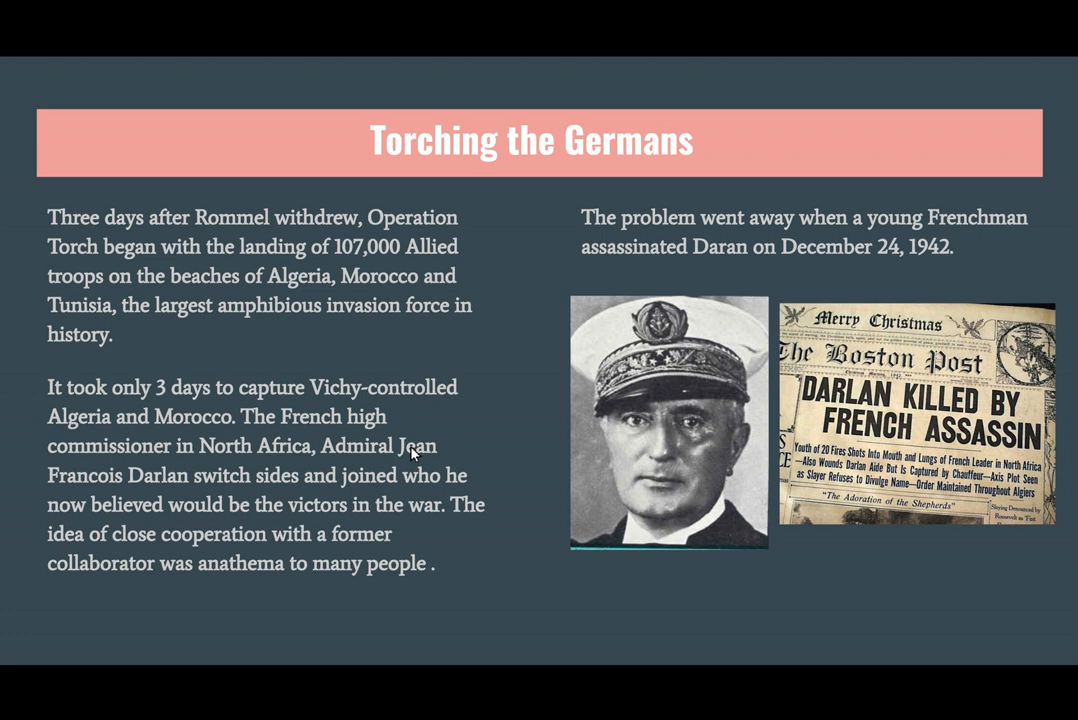 Torching the Germans
Three days after Rommel withdrew, Operation
Torch began with the landing of 107,000 Allied
troops on the beaches of Algeria, Morocco and
Tunisia, the largest amphibious invasion force in
history.
It took only 3 days to capture Vichy-controlled
Algeria and Morocco. The French high
commissioner in North Africa, Admiral Jean
Francois Darlan switch sides and joined who he
now believed would be the victors in the war. The
idea of close cooperation with a former
collaborator was anathema to many people .
The problem went away when a young Frenchman
assassinated Daran on December 24, 1942.
Merry Christmas
The Boston Post
DARLAN KILLED BY
FRENCH ASSASSIN
Youth of 20 Fires Shots Into Mouth and Lungs of French Leader in North Africa
—Also Wounds Darlan Aide But Is Captured by Chauffeur—Axis Plot Seen
as Slayer Refuses to Divulge Name—Order Maintained Throughout Algiers
"The Adoration of the Shepherds"
Slaying Denounced by
Roosevelt as "First